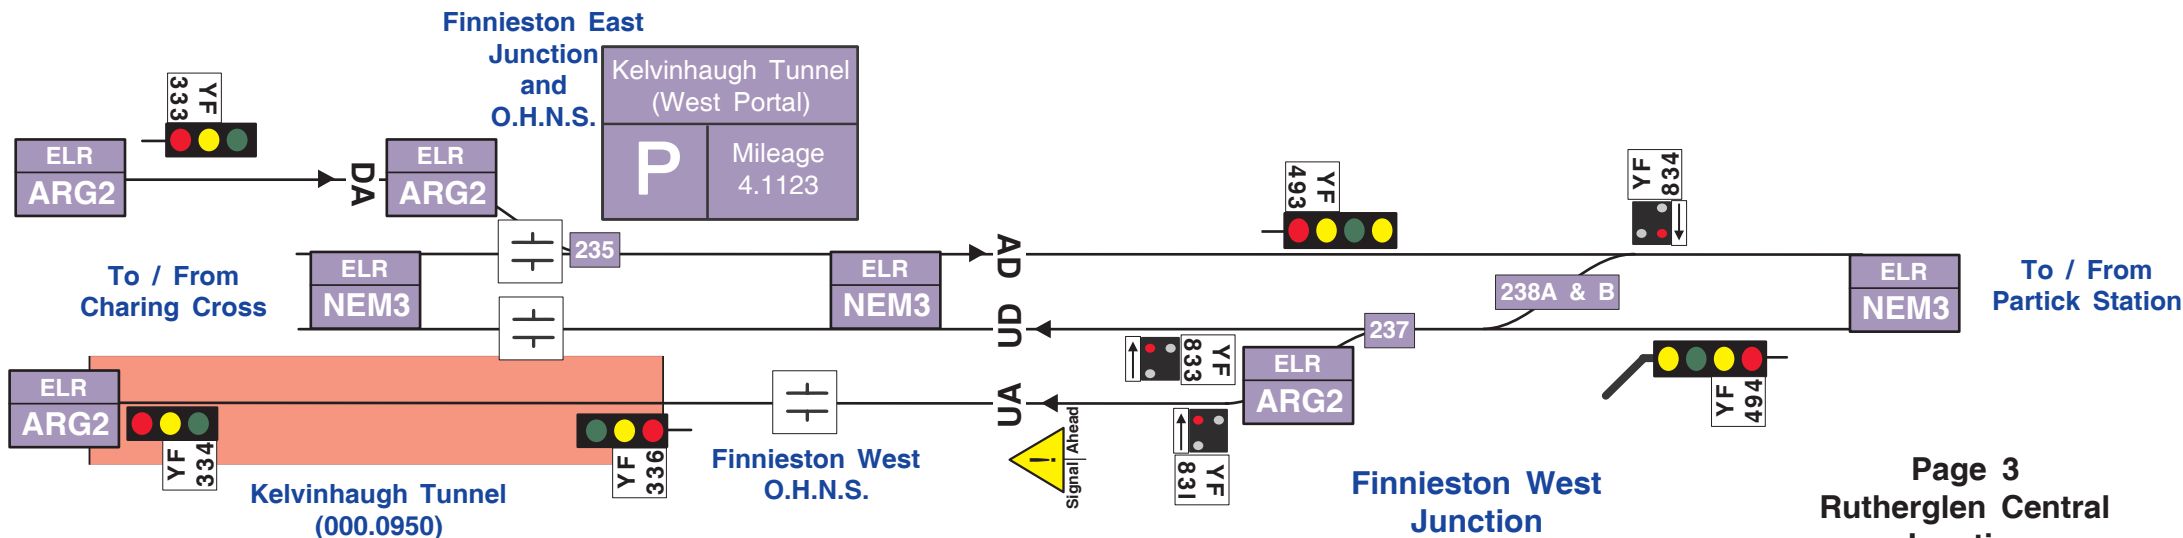 Finnieston East
Junction
and
O.H.N.S.
Kelvinhaugh Tunnel
(West Portal)
P
Mileage
4.1123
YF
333
ELR
ARG2
DA
ELR
ARG2
235
YF
493
YF
834
To / From
Charing Cross
ELR
NEM3
ELR
NEM3
AD
UD
238A & B
237
ELR
NEM3
To / From
Partick Station
YF
833
ELR
ARG2
YF
494
ELR
ARG2
YF
334
YF
336
UA
Signal Ahead
!
YF
831
Kelvinhaugh Tunnel
(000.0950)
Finnieston West
O.H.N.S.
Finnieston West
Junction
Page 3
Rutherglen Central